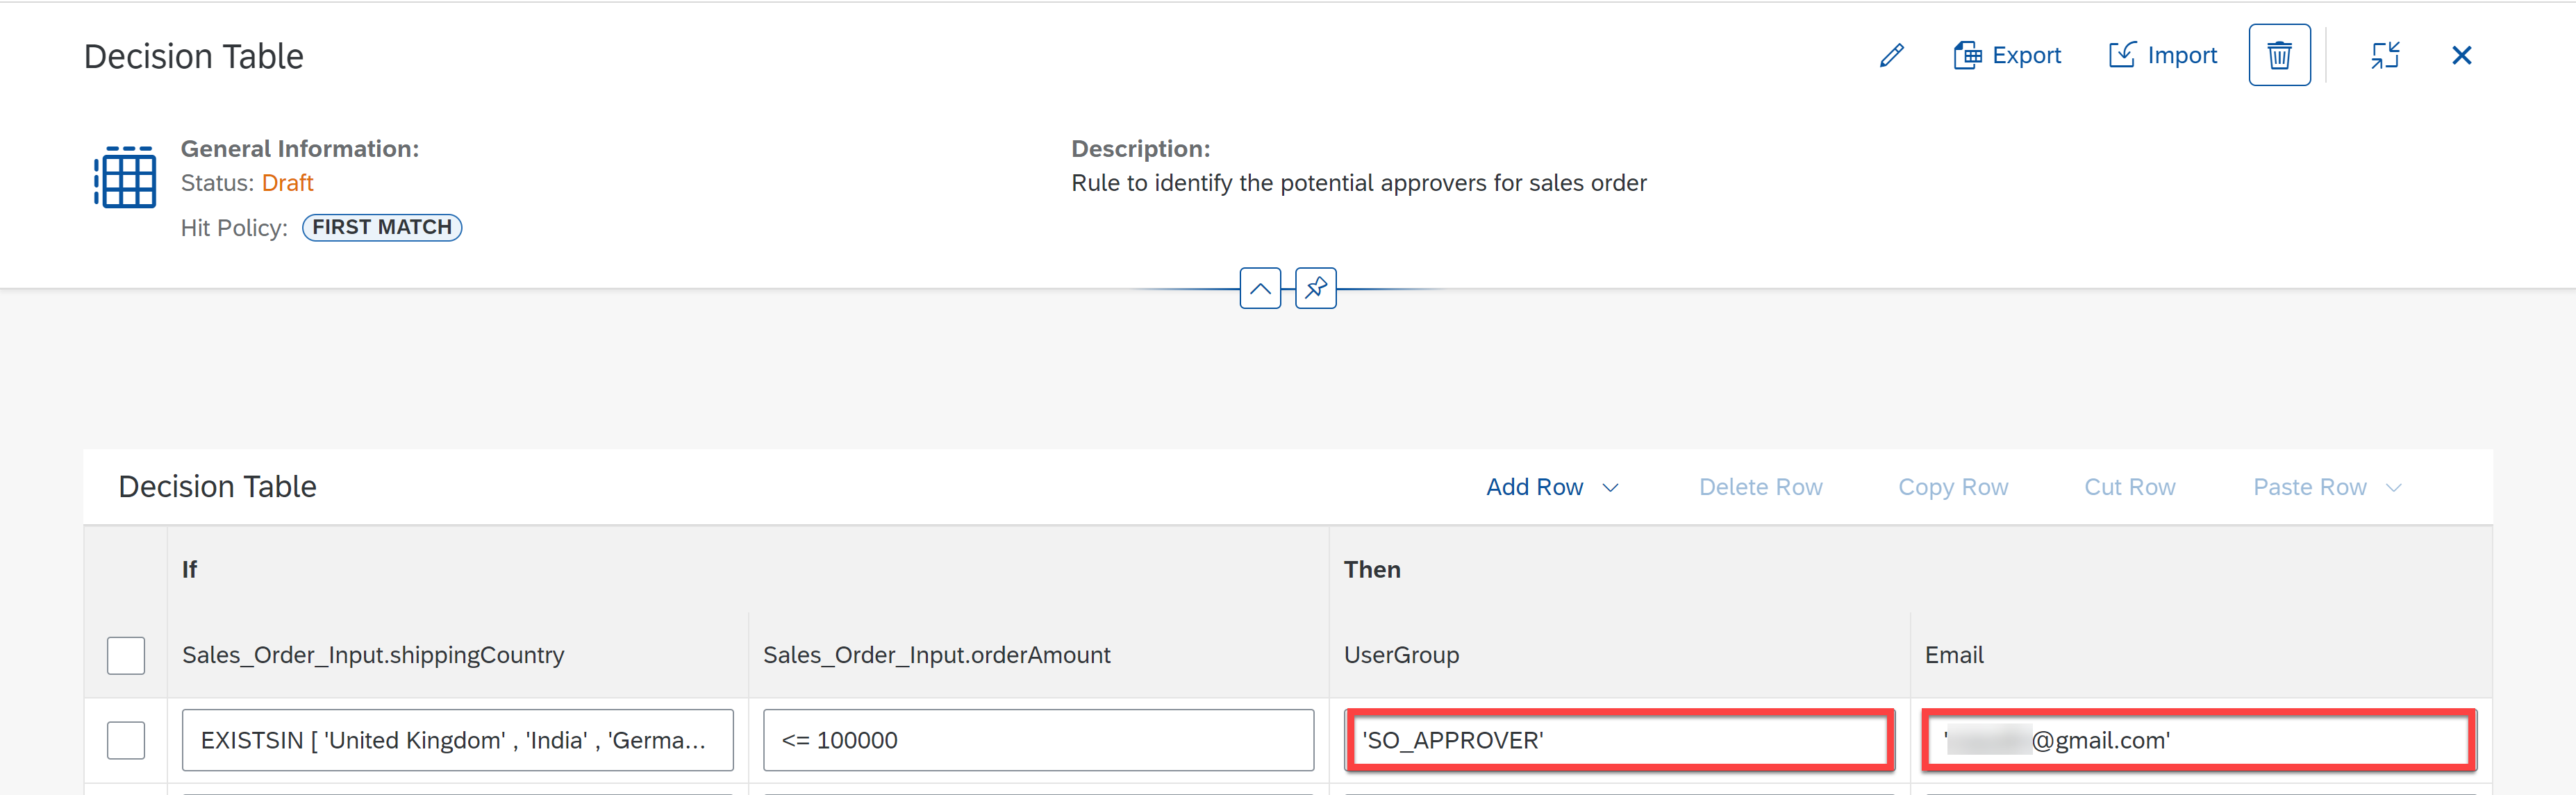 Decision Table
Export
Import
General Information:
Description:
Status: Draft
Rule to identify the potential approvers for sales order
Hit Policy: FIRST MATCH
Decision Table
Add Row
Delete Row
Copy Row
Cut Row
Paste Row
If
Then
Sales_Order_Input.shippingCountry
Sales_Order_Input.orderAmount
UserGroup
Email
EXISTSIN [ 'United Kingdom' , 'India' , 'Germa...
<= 100000
'SO_APPROVER'
' @gmail.com'